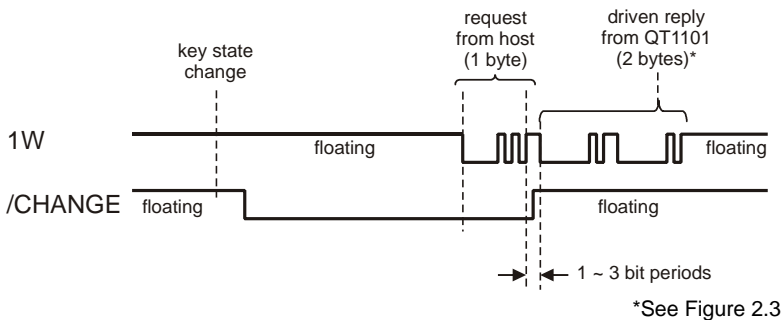 request
from host
(1 byte)
driven reply
from QT1101
(2 bytes)*
key state
change
1W
floating
floating
/CHANGE
floating
floating
1 ~ 3 bit periods
*See Figure 2.3